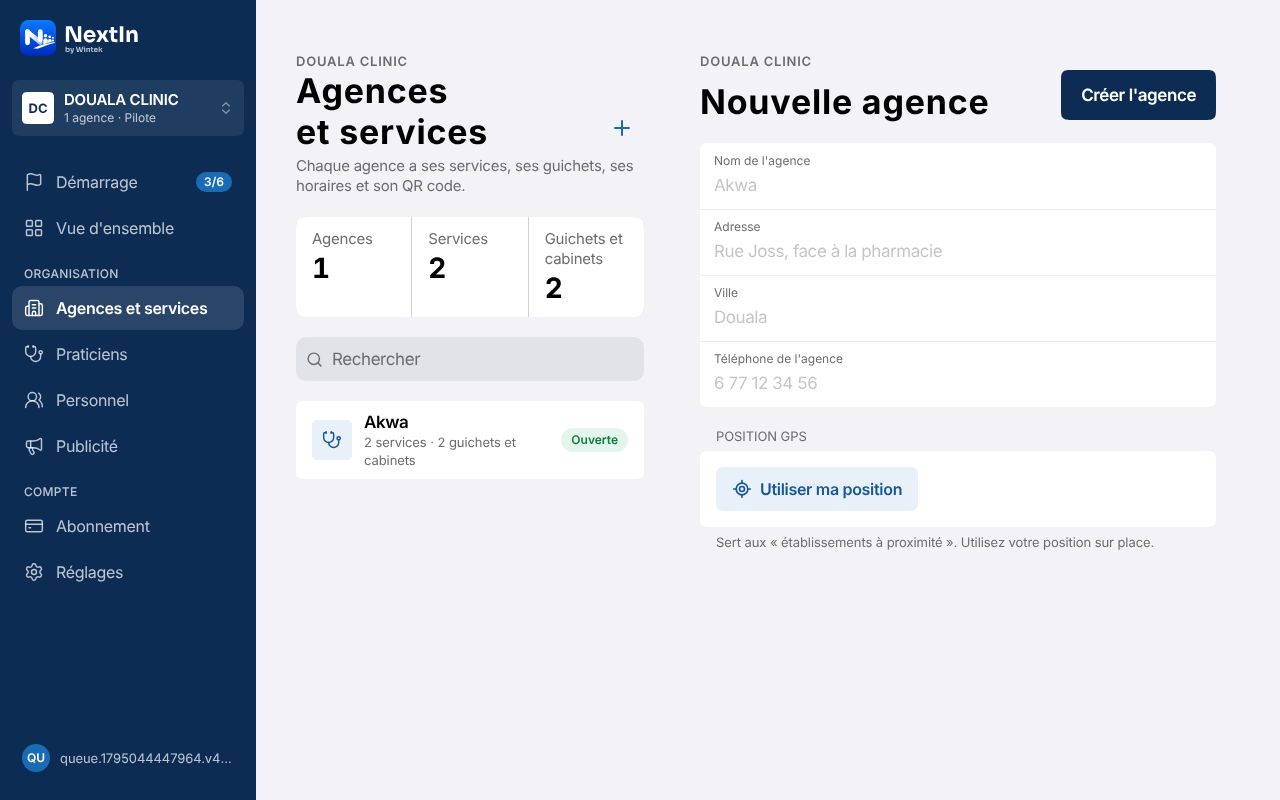 NextIn
by Wintek
DC
DOUALA CLINIC
1 agence · Pilote
Démarrage
3/6
Vue d'ensemble
ORGANISATION
Agences et services
Praticiens
Personnel
Publicité
COMPTE
Abonnement
Réglages
QU
queue.1795044447964.v4...
DOUALA CLINIC
Agences
et services
Chaque agence a ses services, ses guichets, ses
horaires et son QR code.
Agences
1
Services
2
Guichets et
cabinets
2
Rechercher
Akwa
2 services · 2 guichets et
cabinets
Ouverte
DOUALA CLINIC
Nouvelle agence
Créer l'agence
Nom de l'agence
Akwa
Adresse
Rue Joss, face à la pharmacie
Ville
Douala
Téléphone de l'agence
6 77 12 34 56
POSITION GPS
Utiliser ma position
Sert aux « établissements à proximité ». Utilisez votre position sur place.